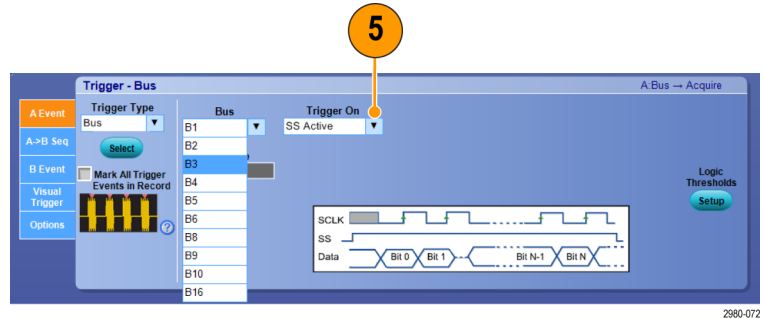 5
Trigger - Bus
A:Bus → Acquire
A Event
A->B Seq
B Event
Visual
Trigger
Options
Trigger Type
Bus
Select
Mark All Trigger
Events in Record
?
Bus
B1
B2
B3
B4
B5
B6
B8
B9
B10
B16
Trigger On
SS Active
SCLK
SS
Data
Bit 0
Bit 1
Bit N-1
Bit N
Logic
Thresholds
Setup
2980-072